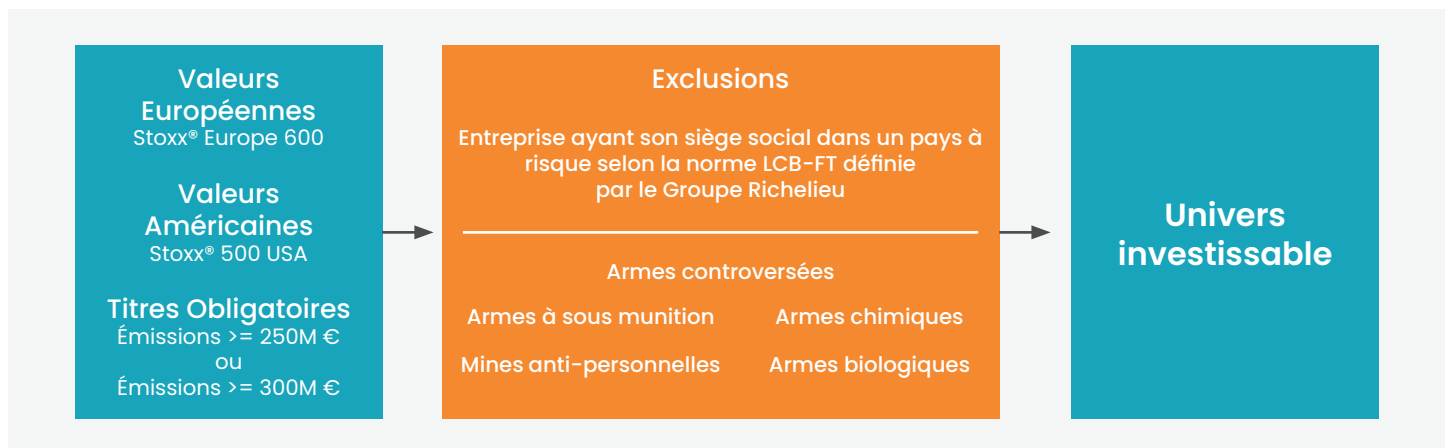 Valeurs
Européennes
Stoxx® Europe 600
Valeurs
Américaines
Stoxx® 500 USA
Titres Obligatoires
Émissions >= 250M €
ou
Émissions >= 300M €
Exclusions
Entreprise ayant son siège social dans un pays à
risque selon la norme LCB-FT définie
par le Groupe Richelieu
Armes controversées
Armes à sous munition
Armes chimiques
Mines anti-personnelles
Armes biologiques
Univers
investissable